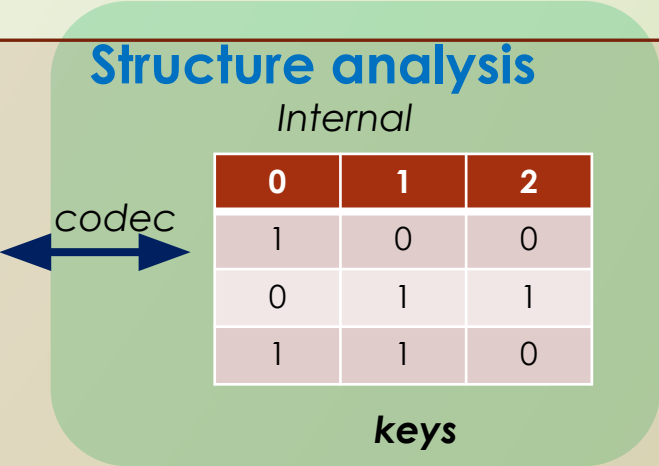 Structure analysis
Internal
codec
0 1 2
1 0 0
0 1 1
1 1 0
keys